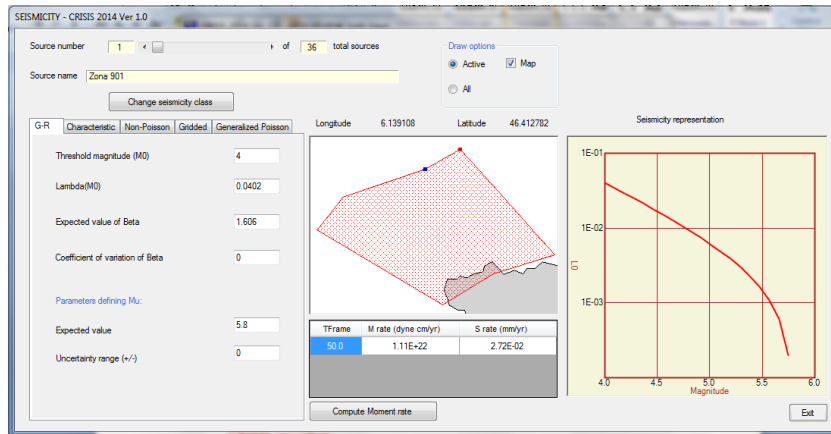 SEISMICITY - CRISIS 2014 Ver 1.0
Source number 1 of 36 total sources
Draw options
Active Map
All
Source name Zona 901
Change seismicity class
G-R Characteristic Non-Poisson Gridded Generalized Poisson
Longitude 6.139108 Latitude 46.412782
Seismicity representation
Threshold magnitude (M0) 4
Lambda(M0) 0.0402
Expected value of Beta 1.606
Coefficient of variation of Beta 0
Parameters defining Mu:
Expected value 5.8
Uncertainty range (+/-) 0
TFrame M rate (dyne cm/yr) S rate (mm/yr)
50.0 1.11E+22 2.72E-02
Compute Moment rate
1E-01
1E-02
1E-03
4.0 4.5 5.0 5.5 6.0
Magnitude
Exit